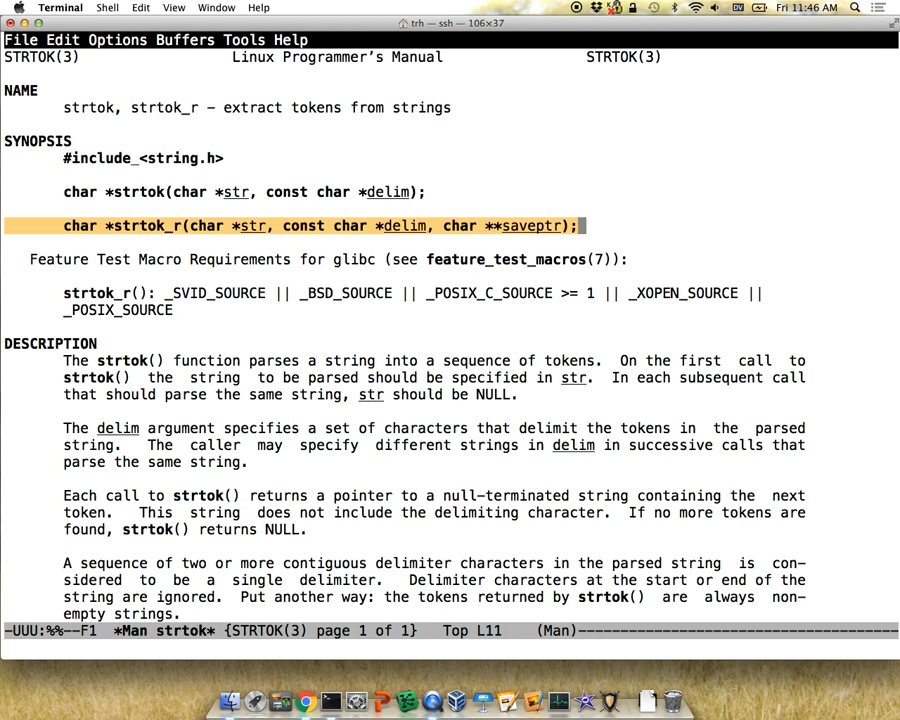 Terminal Shell Edit View Window Help Fri 11:46 AM
trh — ssh — 106×37
File Edit Options Buffers Tools Help
STRTOK(3) Linux Programmer's Manual STRTOK(3)
NAME
strtok, strtok_r – extract tokens from strings
SYNOPSIS
#include <string.h>
char *strtok(char *str, const char *delim);
char *strtok_r(char *str, const char *delim, char **saveptr);
Feature Test Macro Requirements for glibc (see feature_test_macros(7)):
strtok_r(): _SVID_SOURCE || _BSD_SOURCE || _POSIX_C_SOURCE >= 1 || _XOPEN_SOURCE ||
_POSIX_SOURCE
DESCRIPTION
The strtok() function parses a string into a sequence of tokens. On the first call to
strtok() the string to be parsed should be specified in str. In each subsequent call
that should parse the same string, str should be NULL.
The delim argument specifies a set of characters that delimit the tokens in the parsed
string. The caller may specify different strings in delim in successive calls that
parse the same string.
Each call to strtok() returns a pointer to a null–terminated string containing the next
token. This string does not include the delimiting character. If no more tokens are
found, strtok() returns NULL.
A sequence of two or more contiguous delimiter characters in the parsed string is con–
sidered to be a single delimiter. Delimiter characters at the start or end of the
string are ignored. Put another way: the tokens returned by strtok() are always non–
empty strings.
–UUU:%%––F1 *Man strtok* {STRTOK(3) page 1 of 1} Top L11 (Man)––––––––––––––––––––––––––––––––––––––